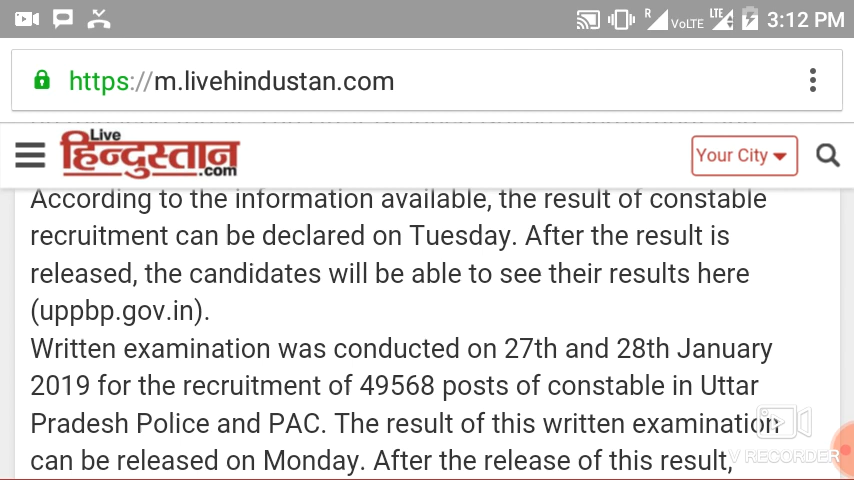 R VoLTE LTE 3:12 PM
https://m.livehindustan.com
Live
हिन्दुस्तान
.com
Your City
According to the information available, the result of constable
recruitment can be declared on Tuesday. After the result is
released, the candidates will be able to see their results here
(uppbp.gov.in).
Written examination was conducted on 27th and 28th January
2019 for the recruitment of 49568 posts of constable in Uttar
Pradesh Police and PAC. The result of this written examination
can be released on Monday. After the release of this result,
V RECORDER